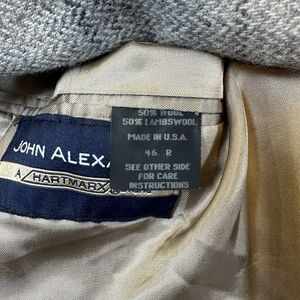 50% WOOL
50% LAMBSWOOL
MADE IN U.S.A.
46 R
SEE OTHER SIDE
FOR CARE
INSTRUCTIONS
JOHN ALEXA
A HARTMARX